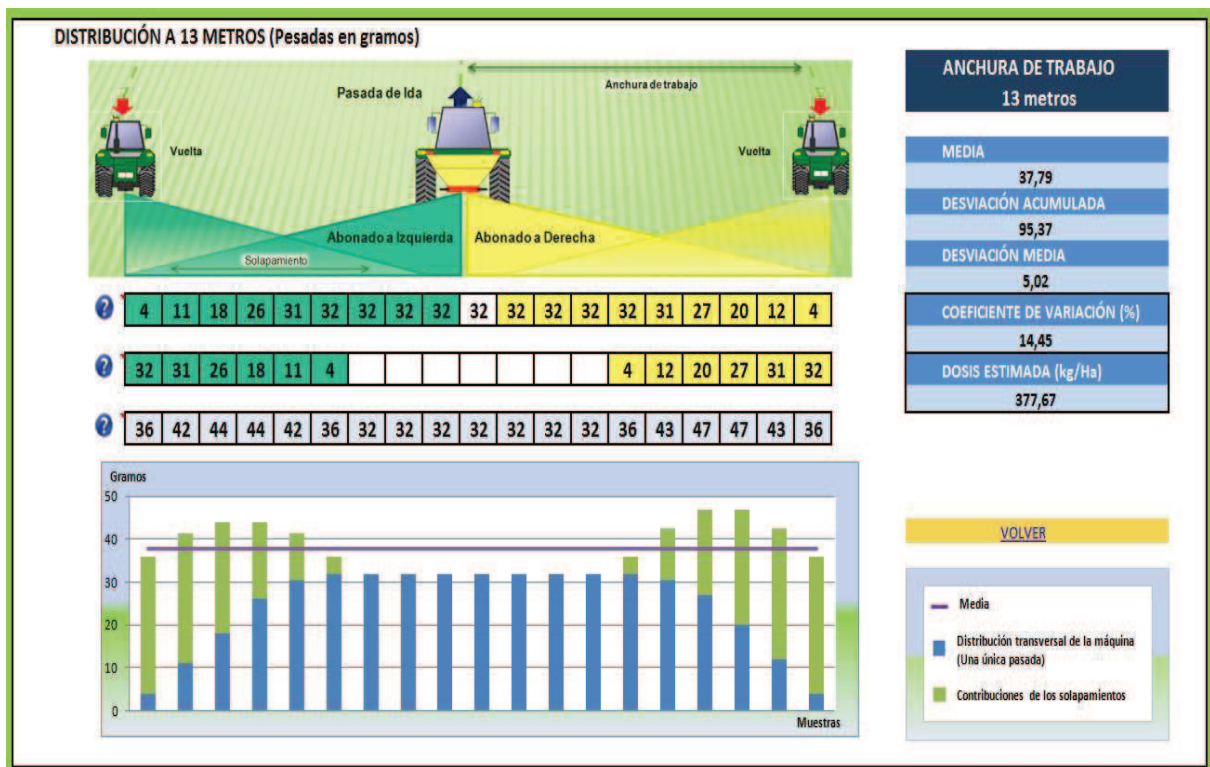 DISTRIBUCIÓN A 13 METROS (Pesadas en gramos)
Pasada de Ida
Anchura de trabajo
Vuelta
Vuelta
Abonado a Izquierda
Abonado a Derecha
Solapamiento
? 4 11 18 26 31 32 32 32 32 32 32 32 32 32 31 27 20 12 4
? 32 31 26 18 11 4 4 12 20 27 31 32
? 36 42 44 44 42 36 32 32 32 32 32 32 32 36 43 47 47 43 36
Gramos
50
40
30
20
10
0
Muestras
ANCHURA DE TRABAJO
13 metros
MEDIA
37,79
DESVIACIÓN ACUMULADA
95,37
DESVIACIÓN MEDIA
5,02
COEFICIENTE DE VARIACIÓN (%)
14,45
DOSIS ESTIMADA (kg/Ha)
377,67
VOLVER
Media
Distribución transversal de la máquina
(Una única pasada)
Contribuciones de los solapamientos